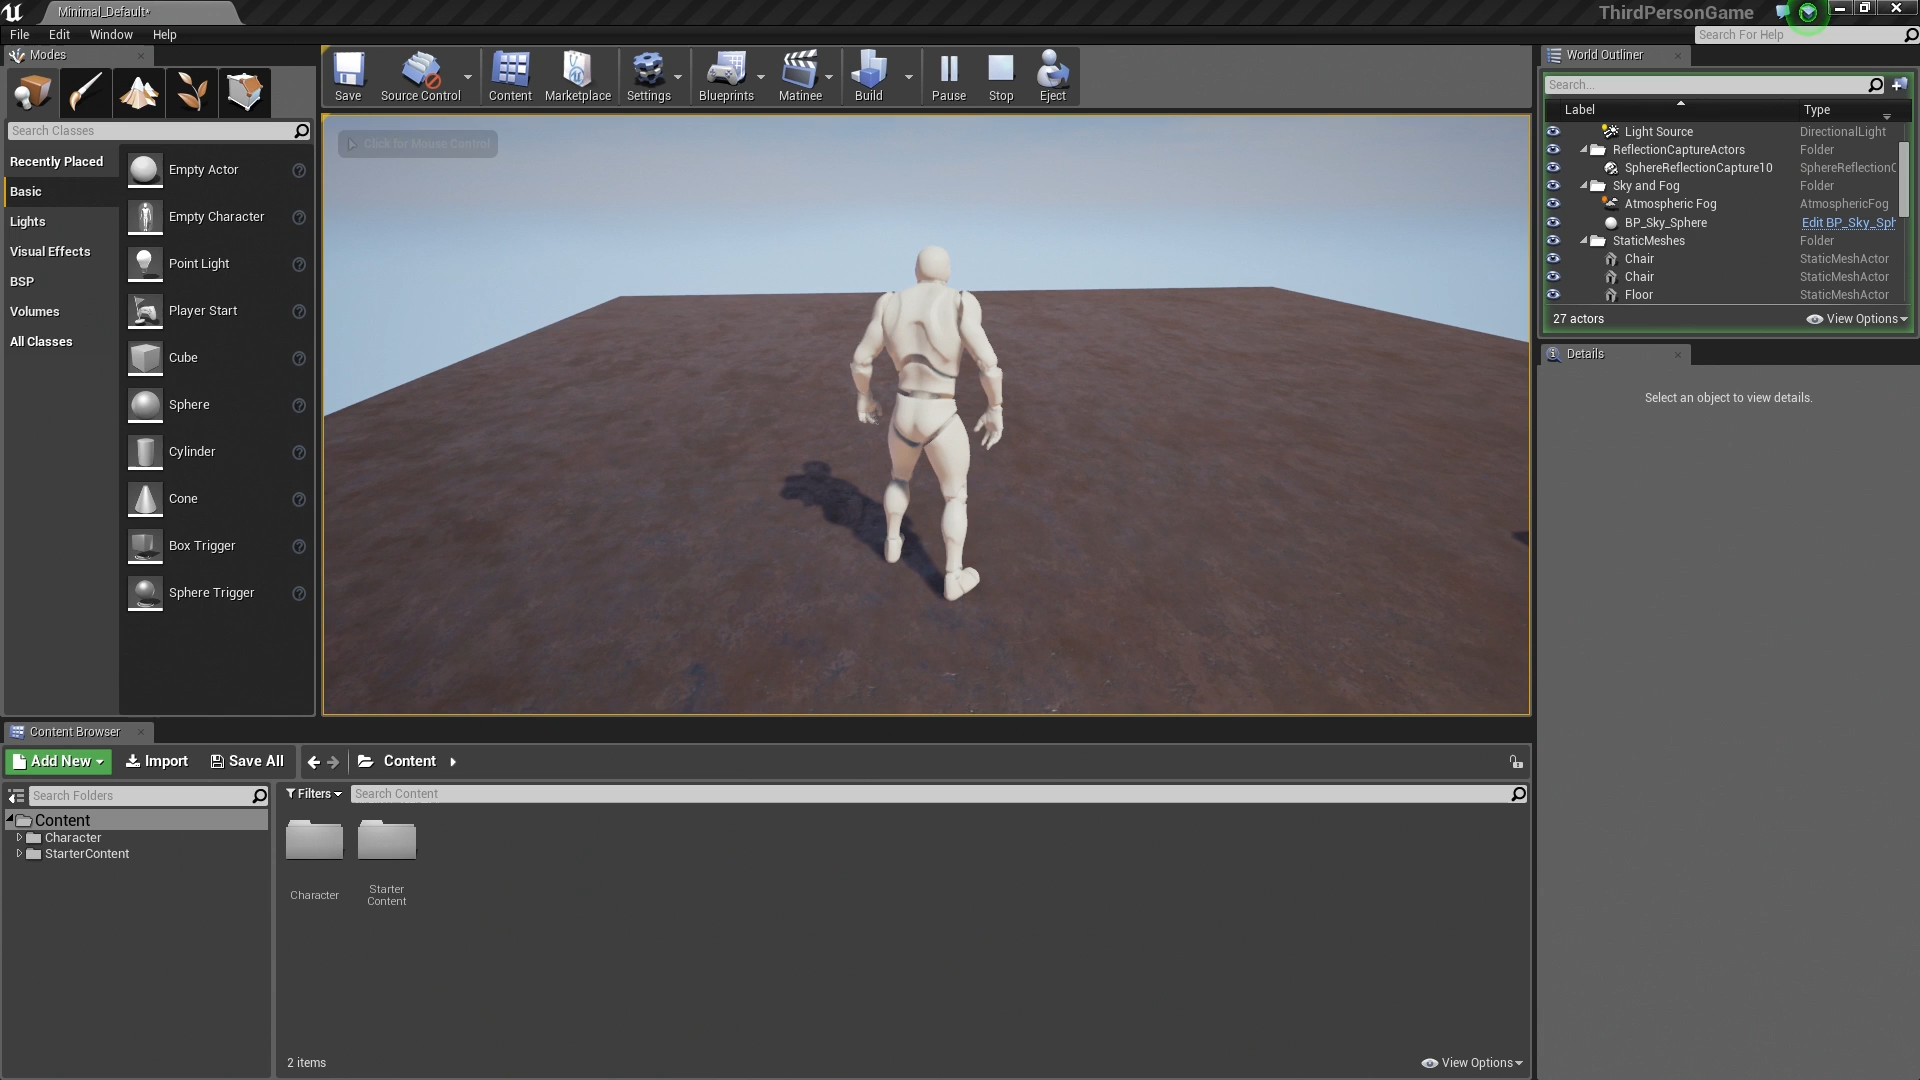 Minimal_Default*
ThirdPersonGame
File Edit Window Help
Search For Help
Modes
Save
Source Control
Content
Marketplace
Settings
Blueprints
Matinee
Build
Pause
Stop
Eject
World Outliner
Search...
Label Type
Search Classes
Click for Mouse Control
Recently Placed
Basic
Lights
Visual Effects
BSP
Volumes
All Classes
Empty Actor
Empty Character
Point Light
Player Start
Cube
Sphere
Cylinder
Cone
Box Trigger
Sphere Trigger
Light Source DirectionalLight
ReflectionCaptureActors Folder
SphereReflectionCapture10 SphereReflectionC
Sky and Fog Folder
Atmospheric Fog AtmosphericFog
BP_Sky_Sphere Edit BP_Sky_Sph
StaticMeshes Folder
Chair StaticMeshActor
Chair StaticMeshActor
Floor StaticMeshActor
27 actors View Options
Details
Select an object to view details.
Content Browser
Add New Import Save All Content
Search Folders
Filters Search Content
Content
Character
StarterContent
Character
Starter
Content
2 items View Options